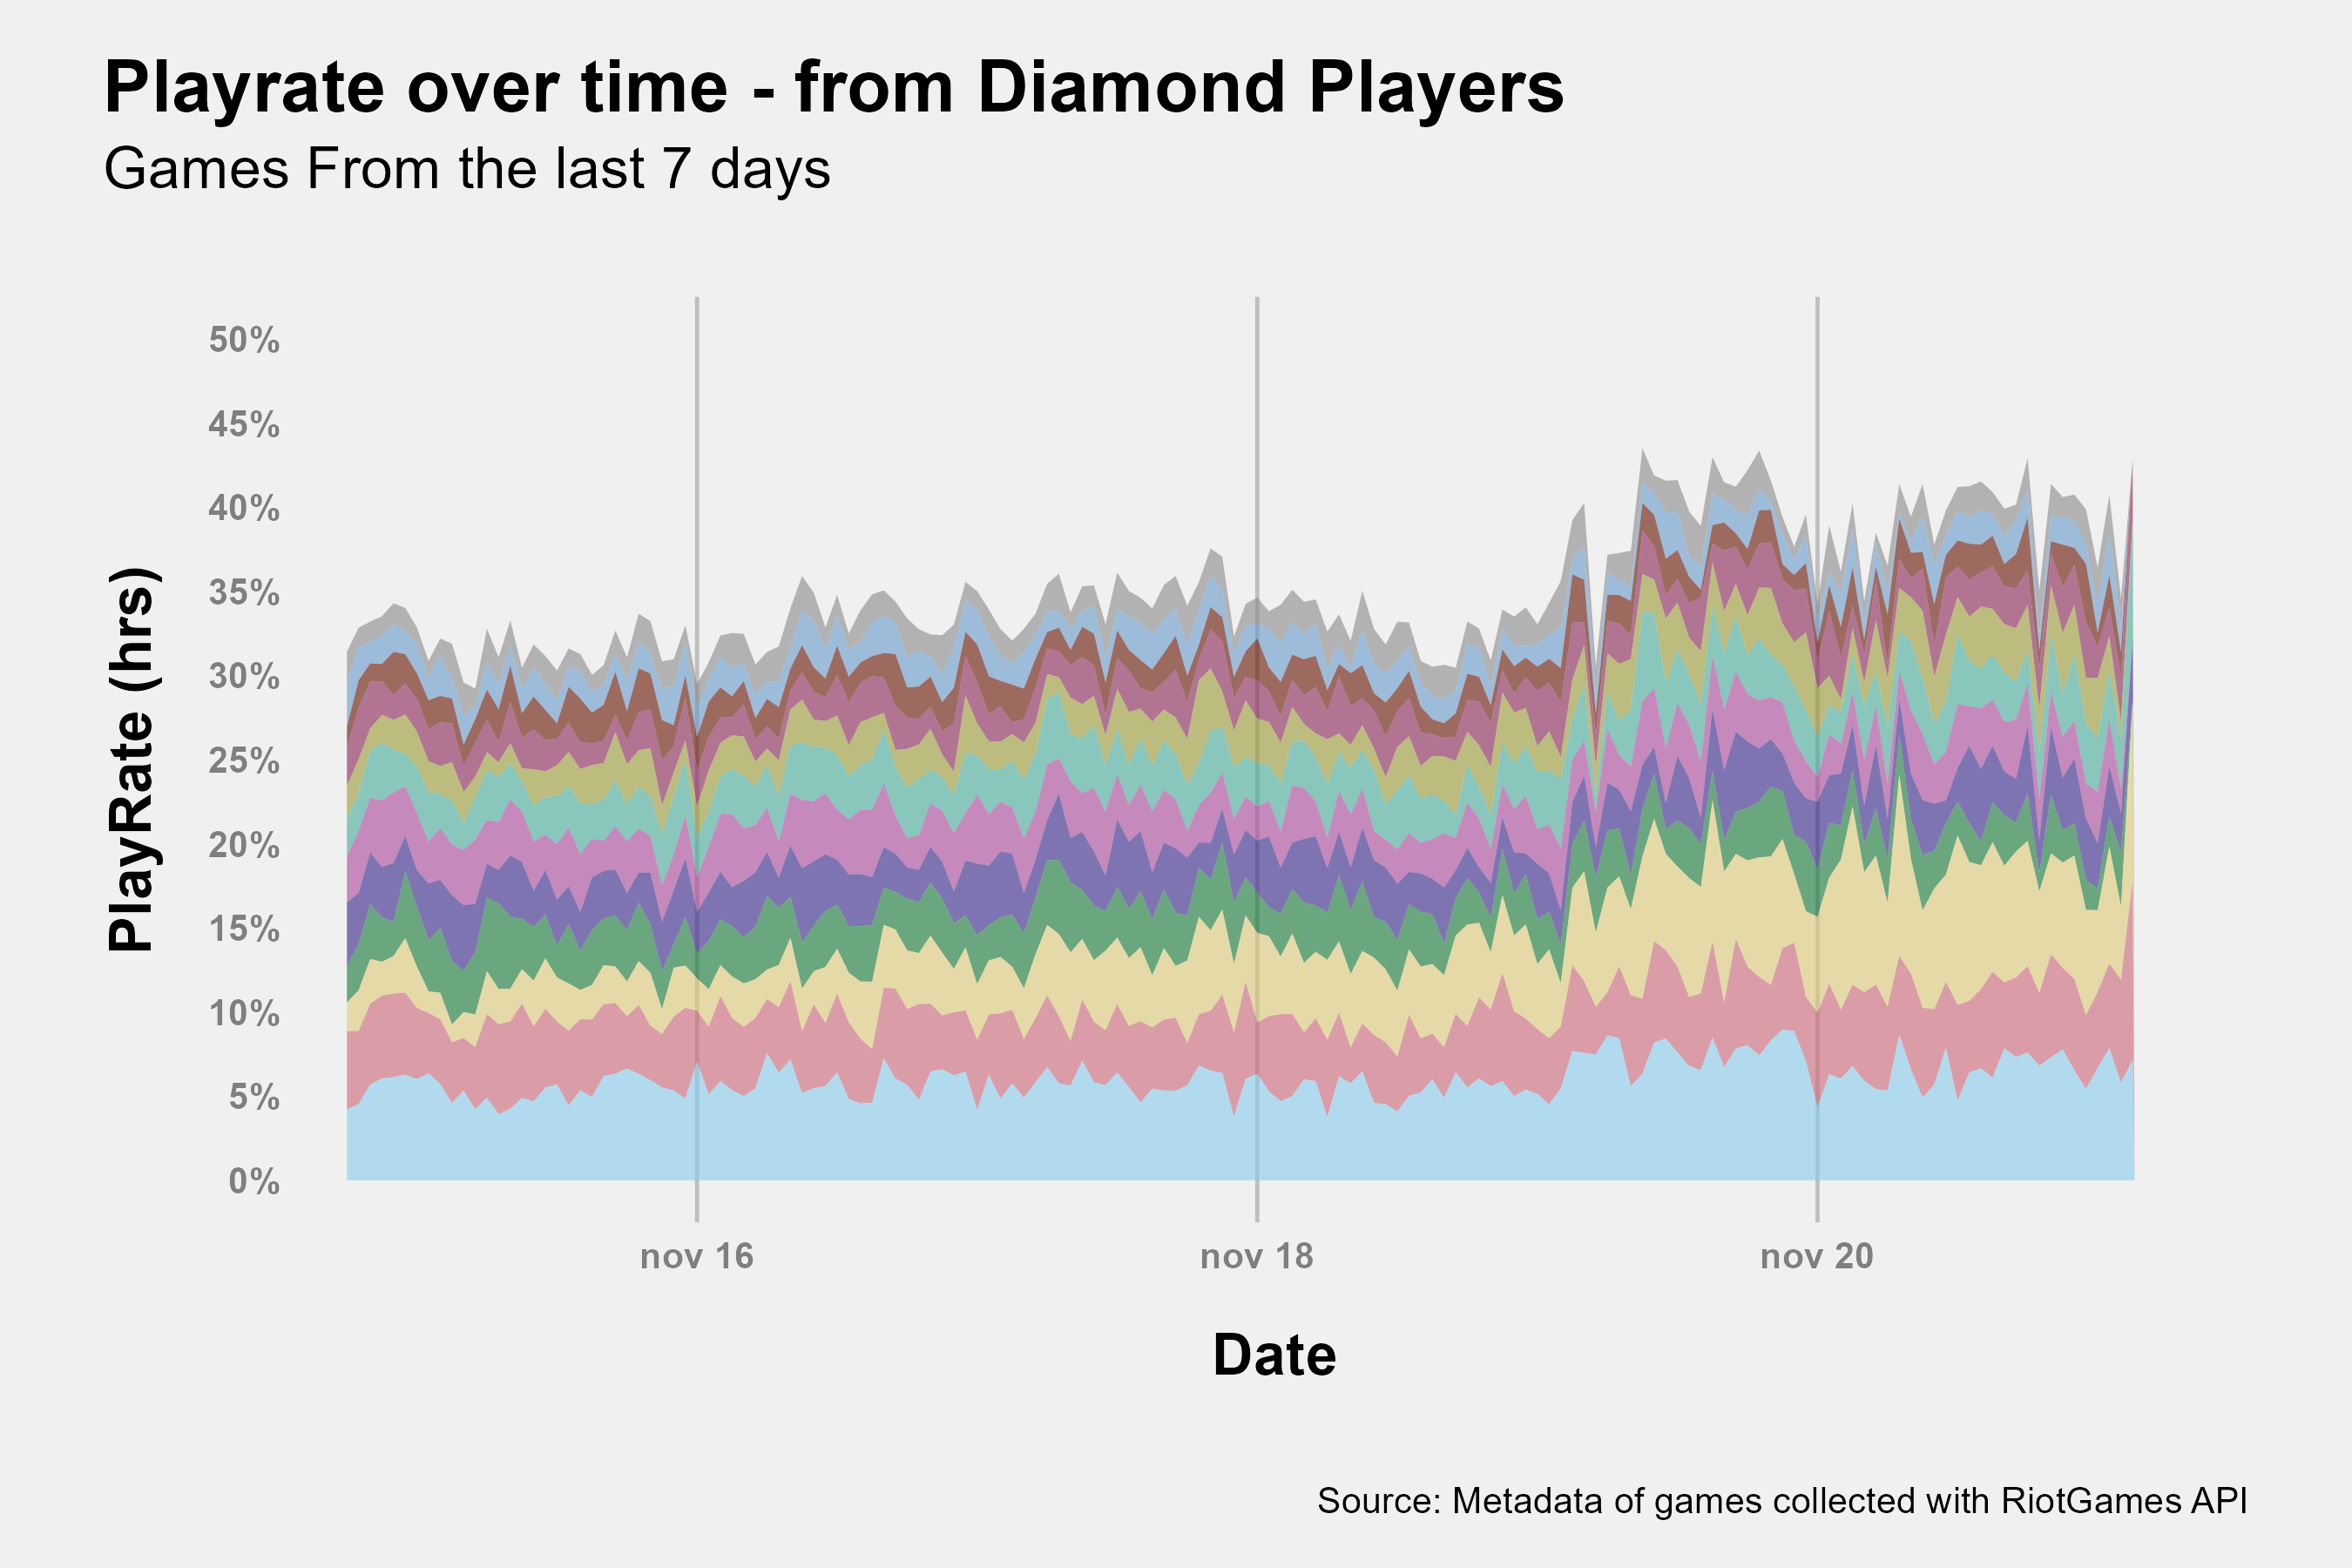 Playrate over time - from Diamond Players
Games From the last 7 days
PlayRate (hrs)
50%
45%
40%
35%
30%
25%
20%
15%
10%
5%
0%
nov 16
nov 18
nov 20
Date
Source: Metadata of games collected with RiotGames API